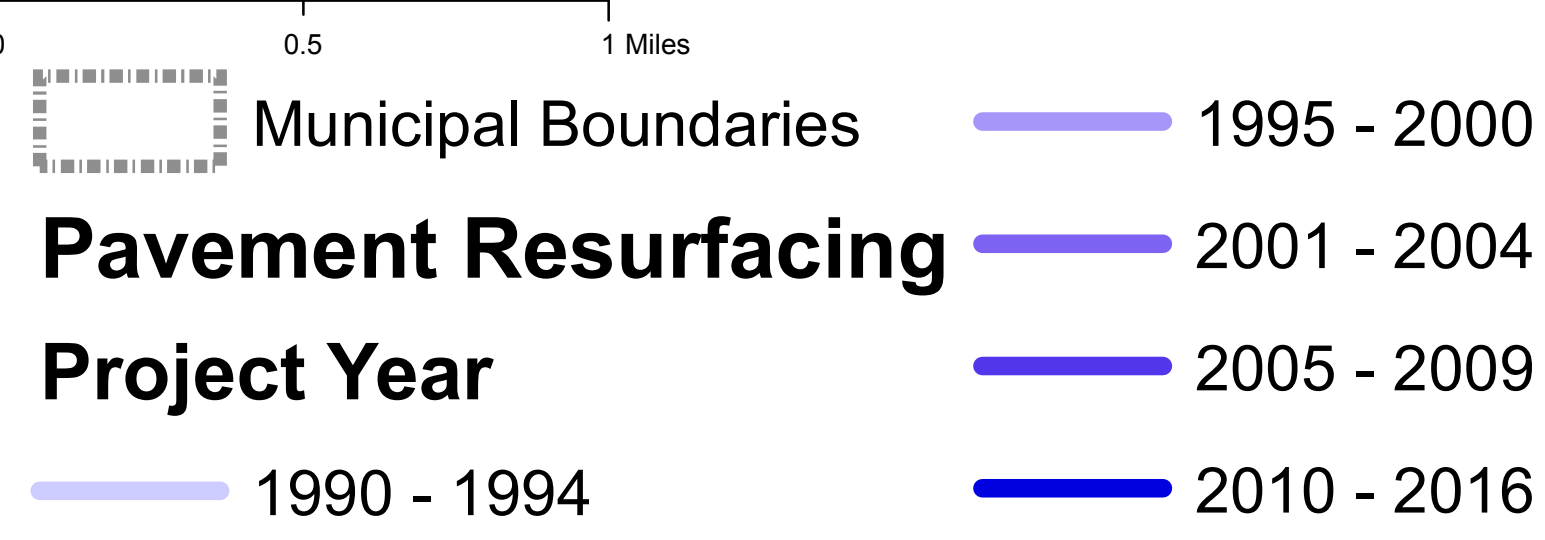 0 0.5 1 Miles
Municipal Boundaries
Pavement Resurfacing
Project Year
1990 - 1994
1995 - 2000
2001 - 2004
2005 - 2009
2010 - 2016